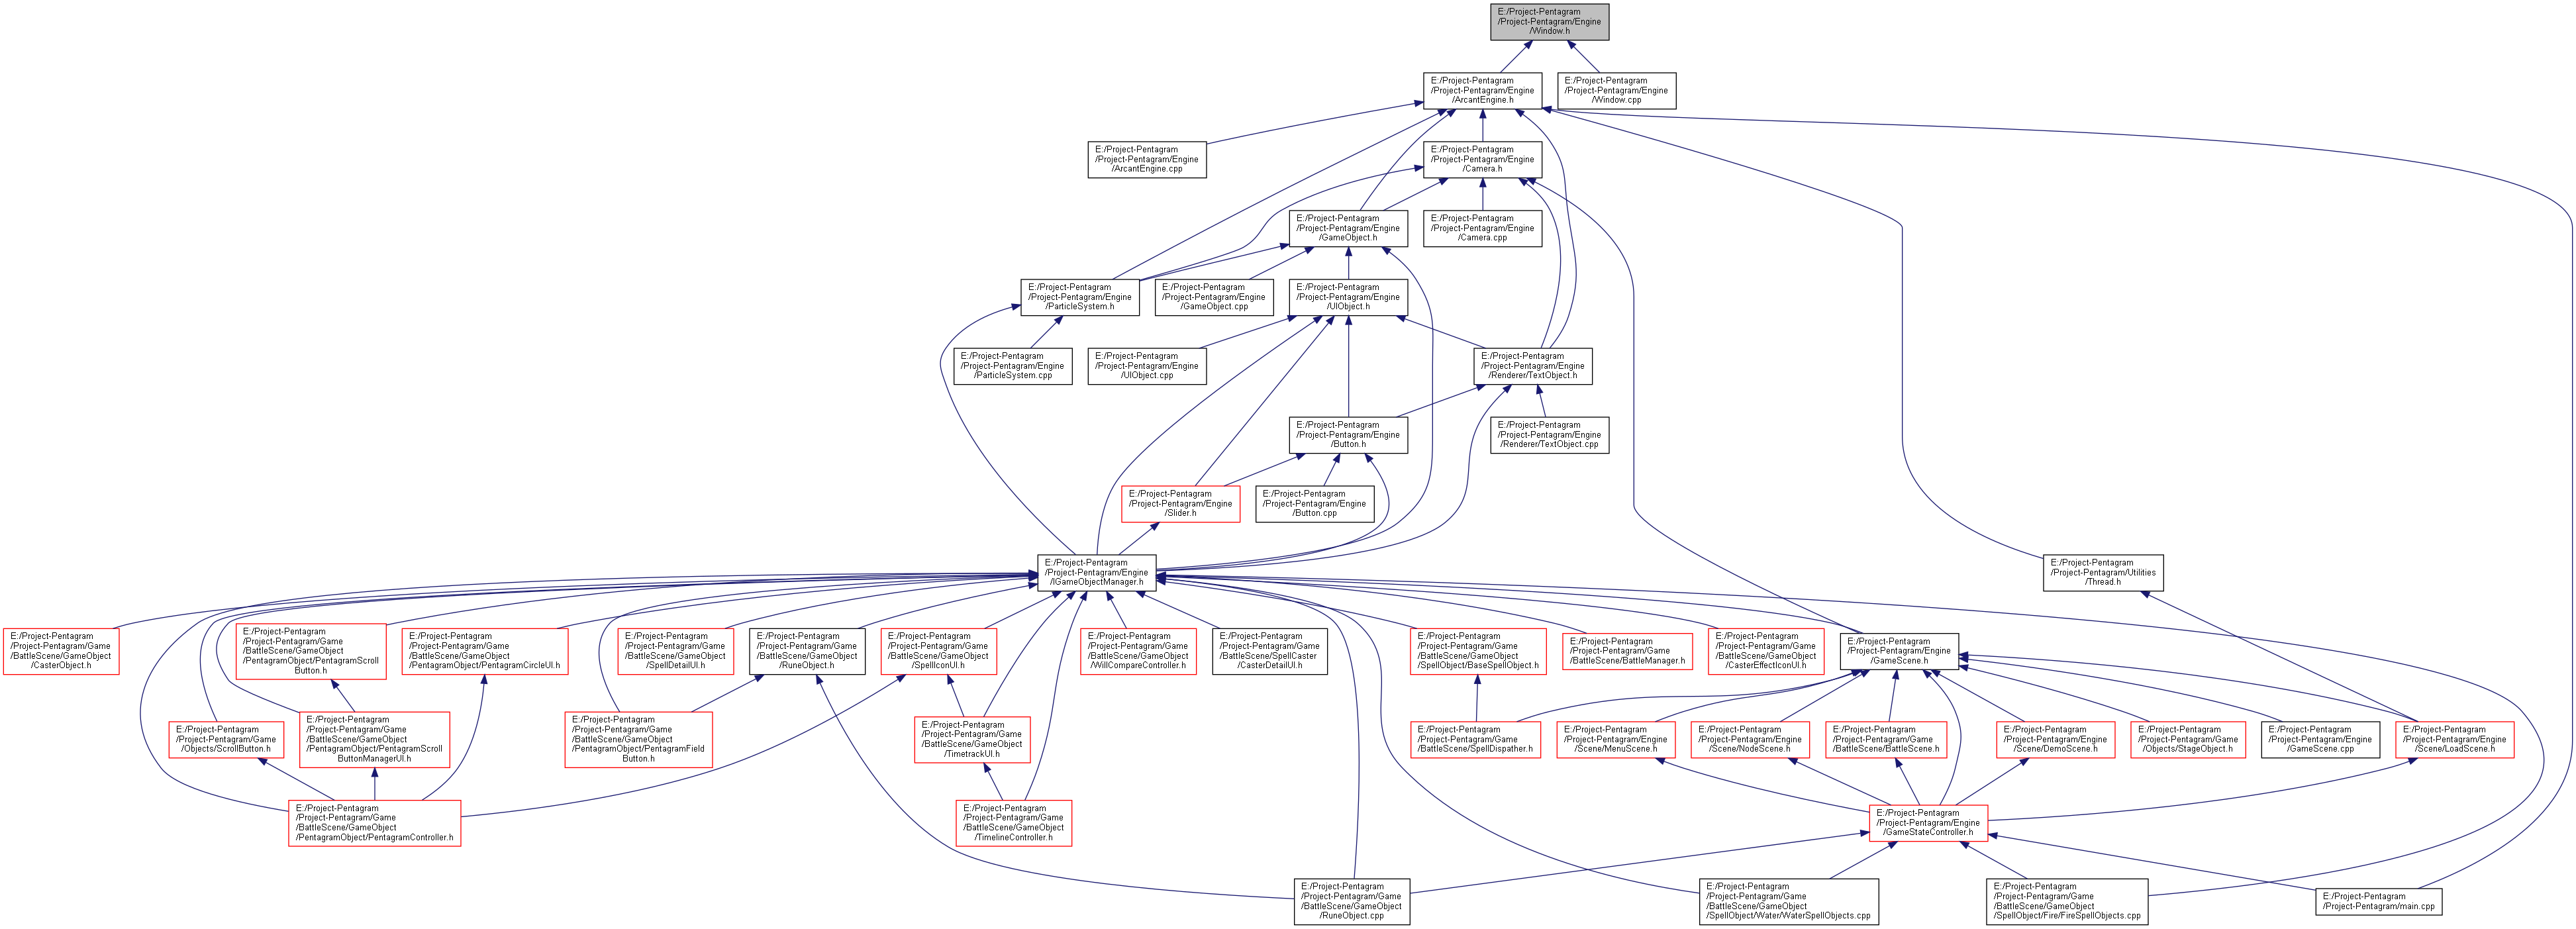 E:/Project-Pentagram
/Project-Pentagram/Engine
/Window.h
E:/Project-Pentagram
/Project-Pentagram/Engine
/ArcantEngine.h
E:/Project-Pentagram
/Project-Pentagram/Engine
/Window.cpp
E:/Project-Pentagram
/Project-Pentagram/Engine
/ArcantEngine.cpp
E:/Project-Pentagram
/Project-Pentagram/Engine
/Camera.h
E:/Project-Pentagram
/Project-Pentagram/Engine
/GameObject.h
E:/Project-Pentagram
/Project-Pentagram/Engine
/Camera.cpp
E:/Project-Pentagram
/Project-Pentagram/Engine
/ParticleSystem.h
E:/Project-Pentagram
/Project-Pentagram/Engine
/GameObject.cpp
E:/Project-Pentagram
/Project-Pentagram/Engine
/UIObject.h
E:/Project-Pentagram
/Project-Pentagram/Engine
/ParticleSystem.cpp
E:/Project-Pentagram
/Project-Pentagram/Engine
/UIObject.cpp
E:/Project-Pentagram
/Project-Pentagram/Engine
/Renderer/TextObject.h
E:/Project-Pentagram
/Project-Pentagram/Engine
/Button.h
E:/Project-Pentagram
/Project-Pentagram/Engine
/Renderer/TextObject.cpp
E:/Project-Pentagram
/Project-Pentagram/Engine
/Slider.h
E:/Project-Pentagram
/Project-Pentagram/Engine
/Button.cpp
E:/Project-Pentagram
/Project-Pentagram/Engine
/IGameObjectManager.h
E:/Project-Pentagram
/Project-Pentagram/Utilities
/Thread.h
E:/Project-Pentagram
/Project-Pentagram/Game
/BattleScene/GameObject
/CasterObject.h
E:/Project-Pentagram
/Project-Pentagram/Game
/BattleScene/GameObject
/PentagramObject/PentagramScroll
Button.h
E:/Project-Pentagram
/Project-Pentagram/Game
/BattleScene/GameObject
/PentagramObject/PentagramCircleUI.h
E:/Project-Pentagram
/Project-Pentagram/Game
/BattleScene/GameObject
/SpellDetailUI.h
E:/Project-Pentagram
/Project-Pentagram/Game
/BattleScene/GameObject
/RuneObject.h
E:/Project-Pentagram
/Project-Pentagram/Game
/BattleScene/GameObject
/SpellIconUI.h
E:/Project-Pentagram
/Project-Pentagram/Game
/BattleScene/GameObject
/WillCompareController.h
E:/Project-Pentagram
/Project-Pentagram/Game
/BattleScene/SpellCaster
/CasterDetailUI.h
E:/Project-Pentagram
/Project-Pentagram/Game
/BattleScene/GameObject
/SpellObject/BaseSpellObject.h
E:/Project-Pentagram
/Project-Pentagram/Game
/BattleScene/BattleManager.h
E:/Project-Pentagram
/Project-Pentagram/Game
/BattleScene/GameObject
/CasterEffectIconUI.h
E:/Project-Pentagram
/Project-Pentagram/Engine
/GameScene.h
E:/Project-Pentagram
/Project-Pentagram/Game
/Objects/ScrollButton.h
E:/Project-Pentagram
/Project-Pentagram/Game
/BattleScene/GameObject
/PentagramObject/PentagramScroll
ButtonManagerUI.h
E:/Project-Pentagram
/Project-Pentagram/Game
/BattleScene/GameObject
/PentagramObject/PentagramField
Button.h
E:/Project-Pentagram
/Project-Pentagram/Game
/BattleScene/GameObject
/TimetrackUI.h
E:/Project-Pentagram
/Project-Pentagram/Game
/BattleScene/SpellDispather.h
E:/Project-Pentagram
/Project-Pentagram/Engine
/Scene/MenuScene.h
E:/Project-Pentagram
/Project-Pentagram/Engine
/Scene/NodeScene.h
E:/Project-Pentagram
/Project-Pentagram/Game
/BattleScene/BattleScene.h
E:/Project-Pentagram
/Project-Pentagram/Engine
/Scene/DemoScene.h
E:/Project-Pentagram
/Project-Pentagram/Game
/Objects/StageObject.h
E:/Project-Pentagram
/Project-Pentagram/Engine
/GameScene.cpp
E:/Project-Pentagram
/Project-Pentagram/Engine
/Scene/LoadScene.h
E:/Project-Pentagram
/Project-Pentagram/Game
/BattleScene/GameObject
/PentagramObject/PentagramController.h
E:/Project-Pentagram
/Project-Pentagram/Game
/BattleScene/GameObject
/TimelineController.h
E:/Project-Pentagram
/Project-Pentagram/Engine
/GameStateController.h
E:/Project-Pentagram
/Project-Pentagram/Game
/BattleScene/GameObject
/RuneObject.cpp
E:/Project-Pentagram
/Project-Pentagram/Game
/BattleScene/GameObject
/SpellObject/Water/WaterSpellObjects.cpp
E:/Project-Pentagram
/Project-Pentagram/Game
/BattleScene/GameObject
/SpellObject/Fire/FireSpellObjects.cpp
E:/Project-Pentagram
/Project-Pentagram/main.cpp